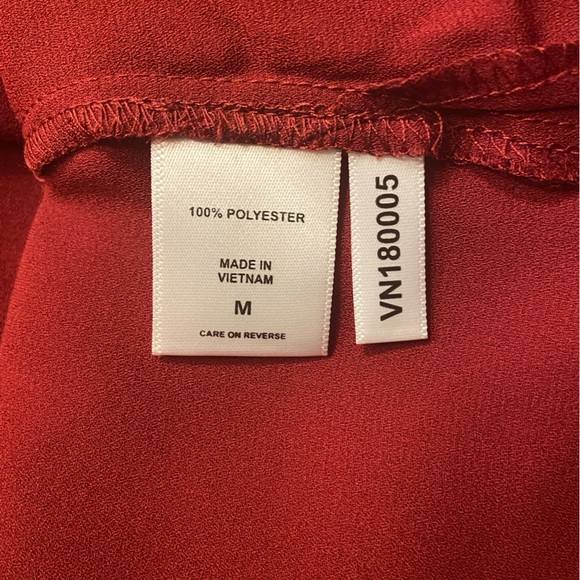 100% POLYESTER
MADE IN
VIETNAM
M
CARE ON REVERSE
VN180005